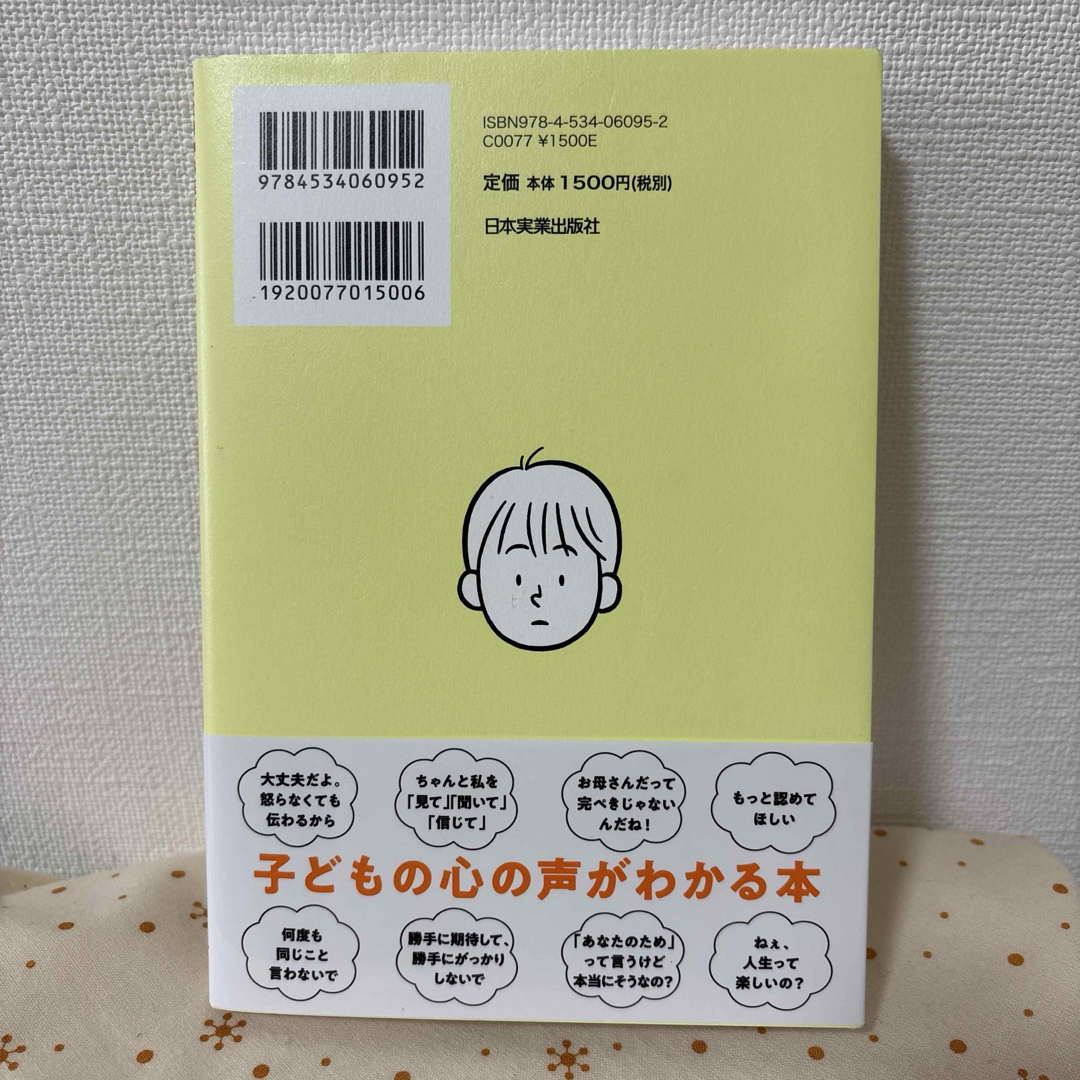 9784534060952
1920077015006
ISBN978-4-534-06095-2
C0077 ¥1500E
定価 本体1500円(税別)
日本実業出版社
大丈夫だよ。
怒らなくても
伝わるから
ちゃんと私を
「見て」「聞いて」
「信じて」
お母さんだって
完ぺきじゃない
んだね！
もっと認めて
ほしい
子どもの心の声がわかる本
何度も
同じこと
言わないで
勝手に期待して、
勝手にがっかり
しないで
「あなたのため」
って言うけど
本当にそうなの？
ねぇ、
人生って
楽しいの？